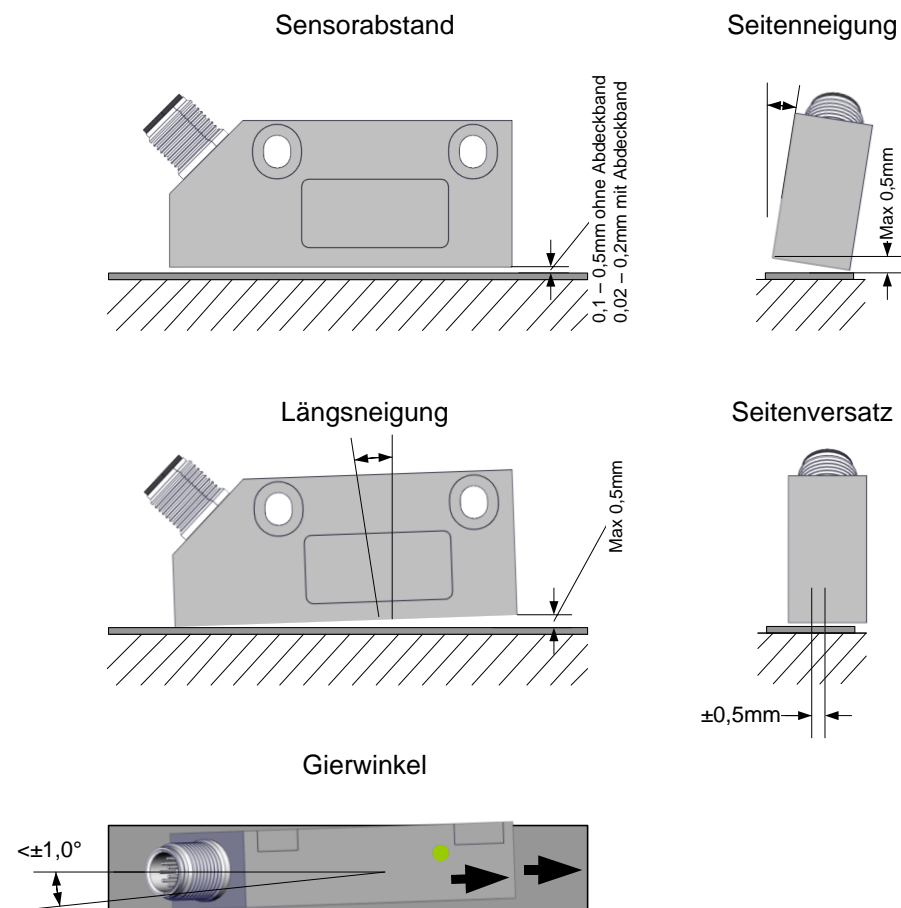 Sensorabstand
Seitenneigung
0,1 – 0,5mm ohne Abdeckband
0,02 – 0,2mm mit Abdeckband
Max 0,5mm
Längsneigung
Seitenversatz
Max 0,5mm
±0,5mm
Gierwinkel
<±1,0°